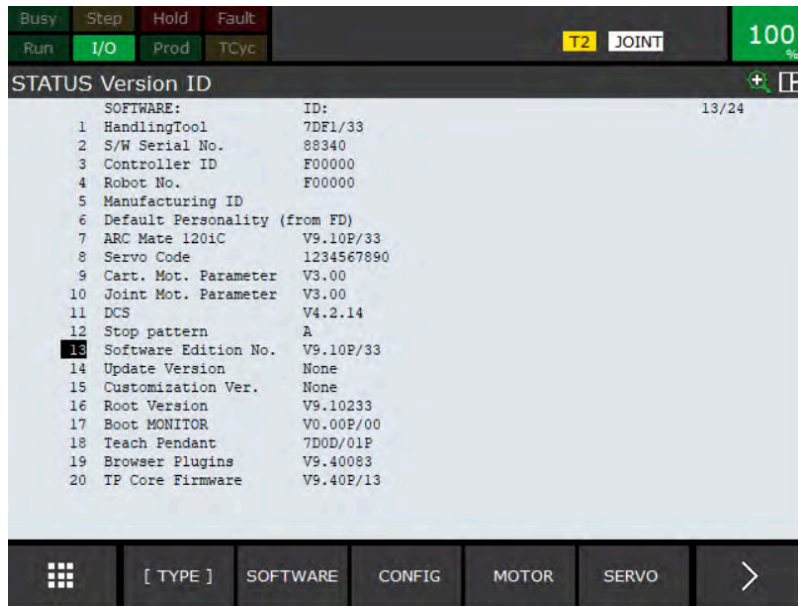 Busy Step Hold Fault
Run I/O Prod TCyc T2 JOINT 100 %
STATUS Version ID
SOFTWARE: ID: 13/24
1 HandlingTool 7DF1/33
2 S/W Serial No. 88340
3 Controller ID F00000
4 Robot No. F00000
5 Manufacturing ID
6 Default Personality (from FD)
7 ARC Mate 120iC V9.10P/33
8 Servo Code 1234567890
9 Cart. Mot. Parameter V3.00
10 Joint Mot. Parameter V3.00
11 DCS V4.2.14
12 Stop pattern A
13 Software Edition No. V9.10P/33
14 Update Version None
15 Customization Ver. None
16 Root Version V9.10233
17 Boot MONITOR V0.00P/00
18 Teach Pendant 7D0D/01P
19 Browser Plugins V9.40083
20 TP Core Firmware V9.40P/13
[ TYPE ] SOFTWARE CONFIG MOTOR SERVO >